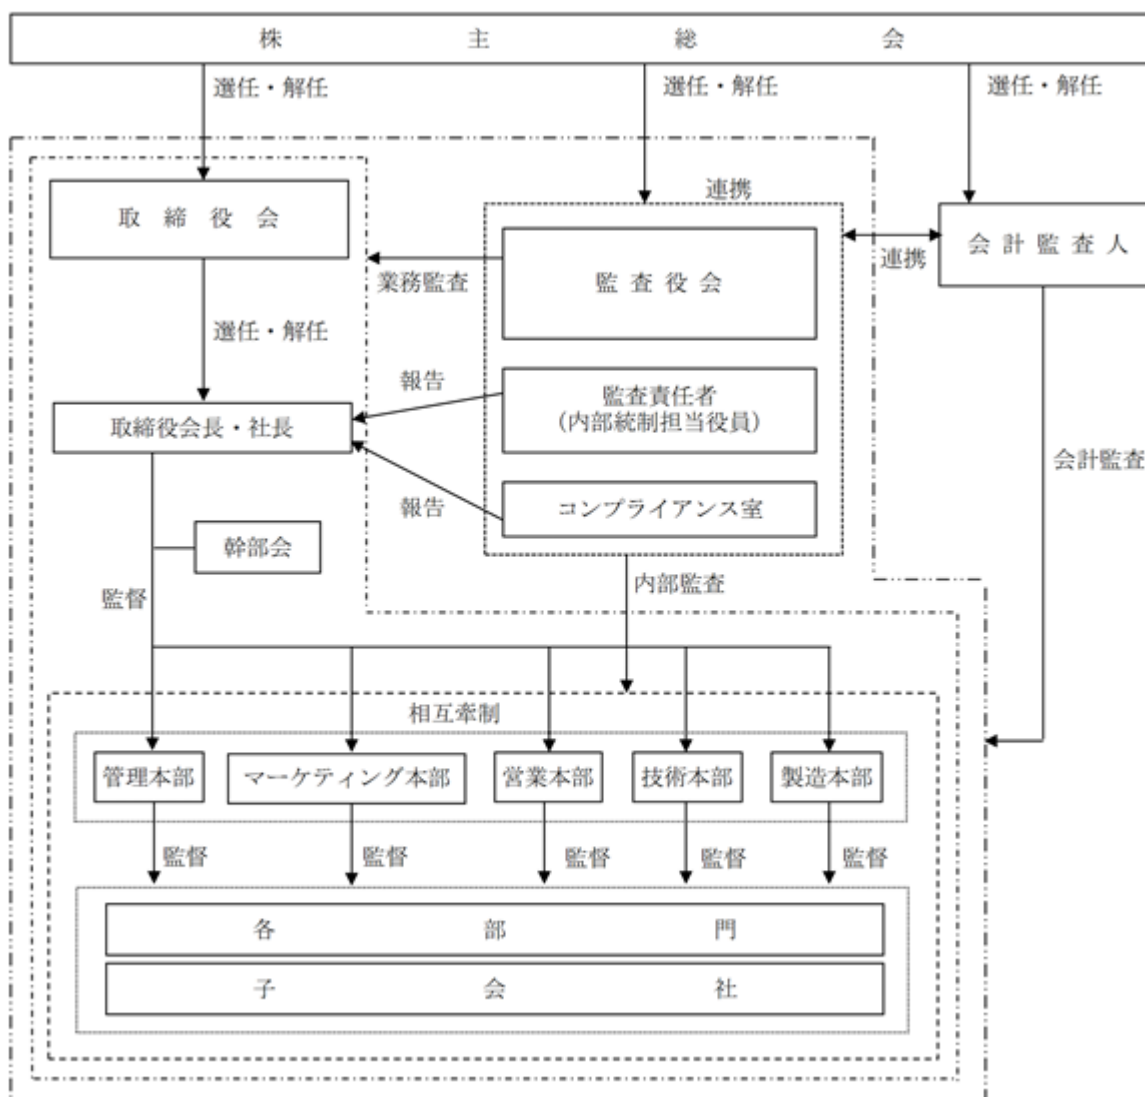 株主総会
選任・解任
選任・解任
選任・解任
連携
取締役会
監査役会
会計監査人
連携
業務監査
選任・解任
報告
監査責任者
(内部統制担当役員)
取締役会長・社長
会計監査
報告
コンプライアンス室
幹部会
内部監査
監督
相互牽制
管理本部
マーケティング本部
営業本部
技術本部
製造本部
監督
監督
監督
監督
監督
各部門
子会社